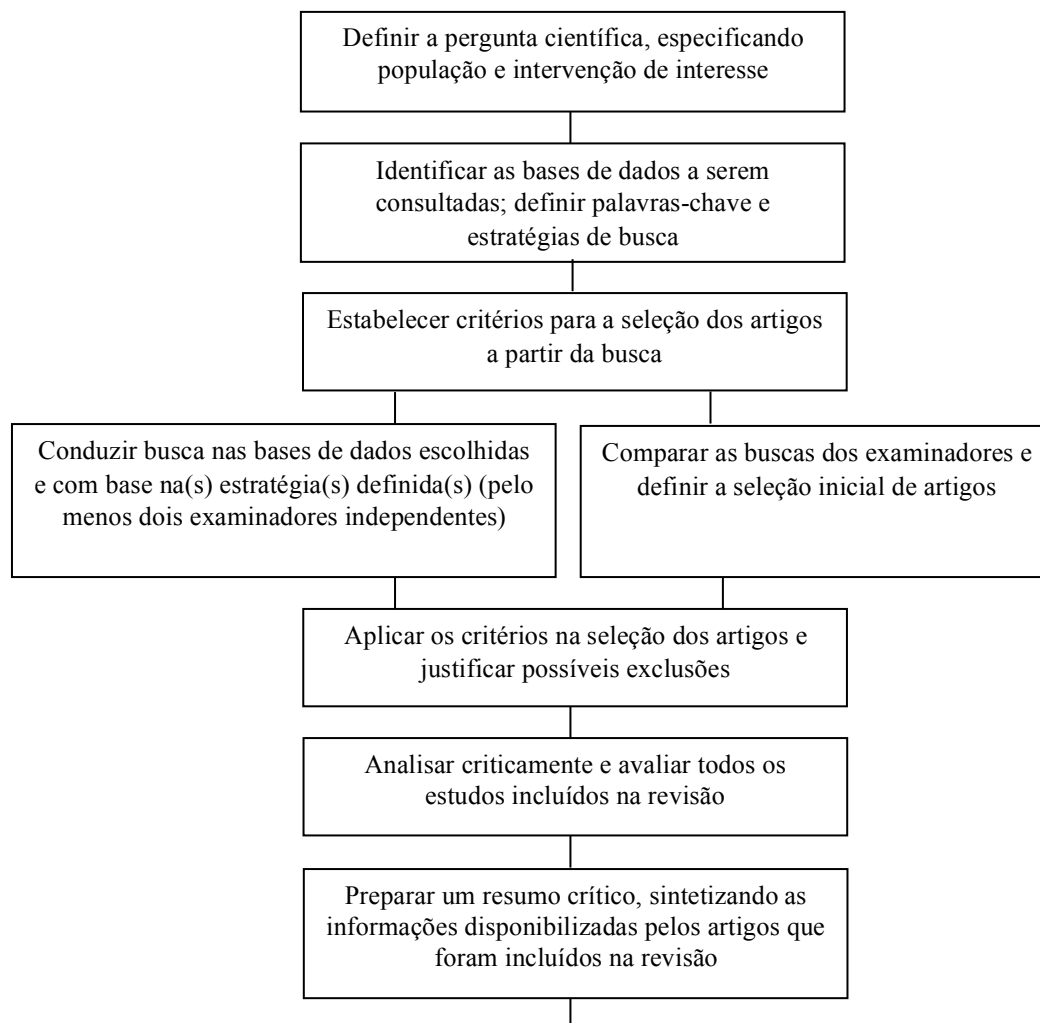 Definir a pergunta científica, especificando
população e intervenção de interesse
Identificar as bases de dados a serem
consultadas; definir palavras-chave e
estratégias de busca
Estabelecer critérios para a seleção dos artigos
a partir da busca
Conduzir busca nas bases de dados escolhidas
e com base na(s) estratégia(s) definida(s) (pelo
menos dois examinadores independentes)
Comparar as buscas dos examinadores e
definir a seleção inicial de artigos
Aplicar os critérios na seleção dos artigos e
justificar possíveis exclusões
Analisar criticamente e avaliar todos os
estudos incluídos na revisão
Preparar um resumo crítico, sintetizando as
informações disponibilizadas pelos artigos que
foram incluídos na revisão